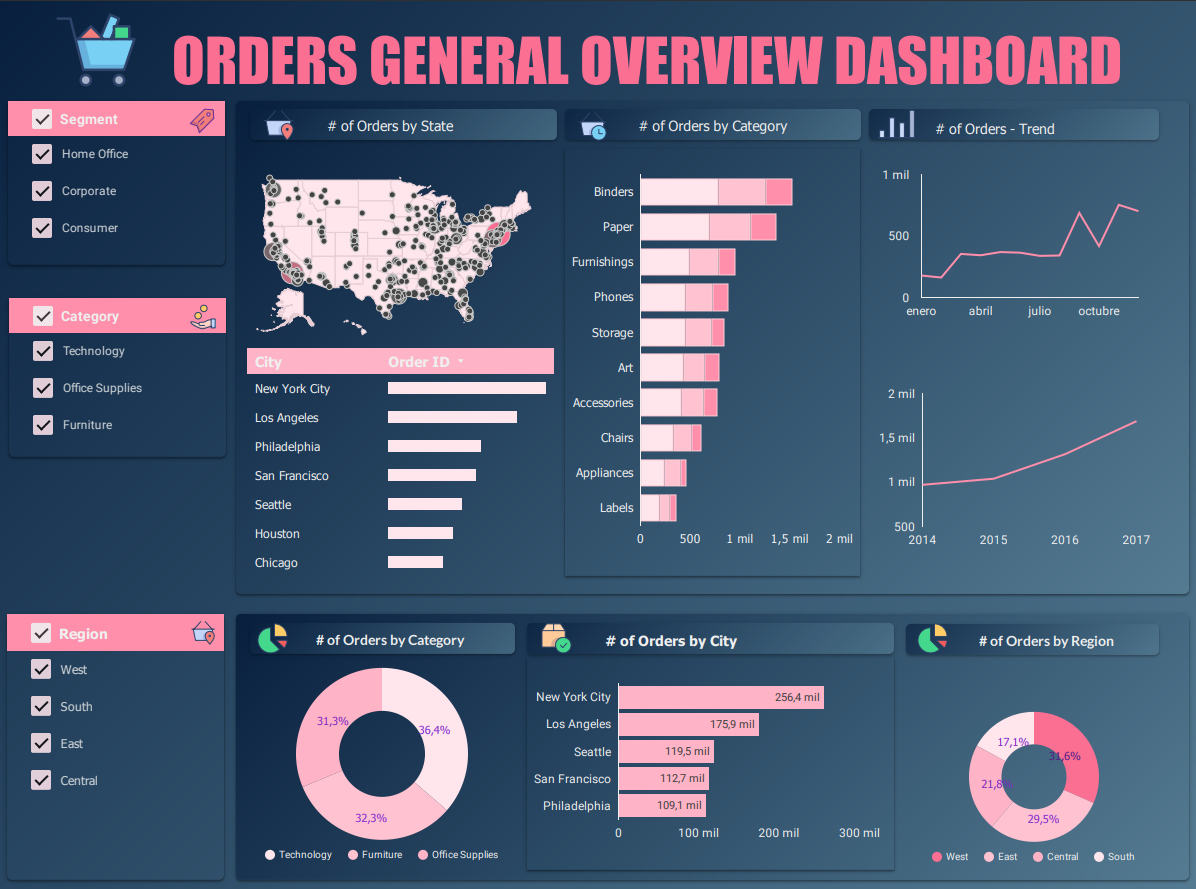 ORDERS GENERAL OVERVIEW DASHBOARD
Segment
Home Office
Corporate
Consumer
Category
Technology
Office Supplies
Furniture
Region
West
South
East
Central
# of Orders by State
City Order ID
New York City
Los Angeles
Philadelphia
San Francisco
Seattle
Houston
Chicago
# of Orders by Category
Binders
Paper
Furnishings
Phones
Storage
Art
Accessories
Chairs
Appliances
Labels
0 500 1 mil 1,5 mil 2 mil
# of Orders - Trend
1 mil
500
0
enero abril julio octubre
2 mil
1,5 mil
1 mil
500
2014 2015 2016 2017
# of Orders by Category
31,3%
36,4%
32,3%
Technology Furniture Office Supplies
# of Orders by City
New York City 256,4 mil
Los Angeles 175,9 mil
Seattle 119,5 mil
San Francisco 112,7 mil
Philadelphia 109,1 mil
0 100 mil 200 mil 300 mil
# of Orders by Region
17,1%
31,6%
21,8%
29,5%
West East Central South